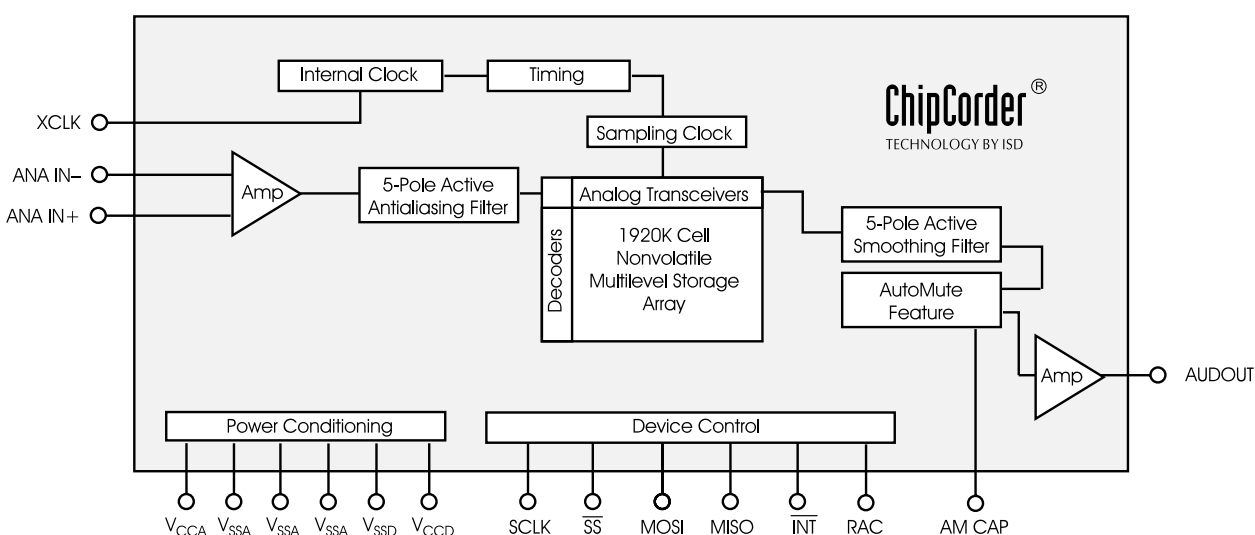 Internal Clock
Timing
ChipCorder ®
TECHNOLOGY BY ISD
XCLK
Sampling Clock
ANA IN–
ANA IN+
Amp
5-Pole Active
Antialiasing Filter
Decoders
Analog Transceivers
1920K Cell
Nonvolatile
Multilevel Storage
Array
5-Pole Active
Smoothing Filter
AutoMute
Feature
Amp
AUDOUT
Power Conditioning
Device Control
VCCA VSSA VSSA VSSA VSSD VCCD SCLK S̅S̅ MOSI MISO I̅N̅T̅ RAC AM CAP